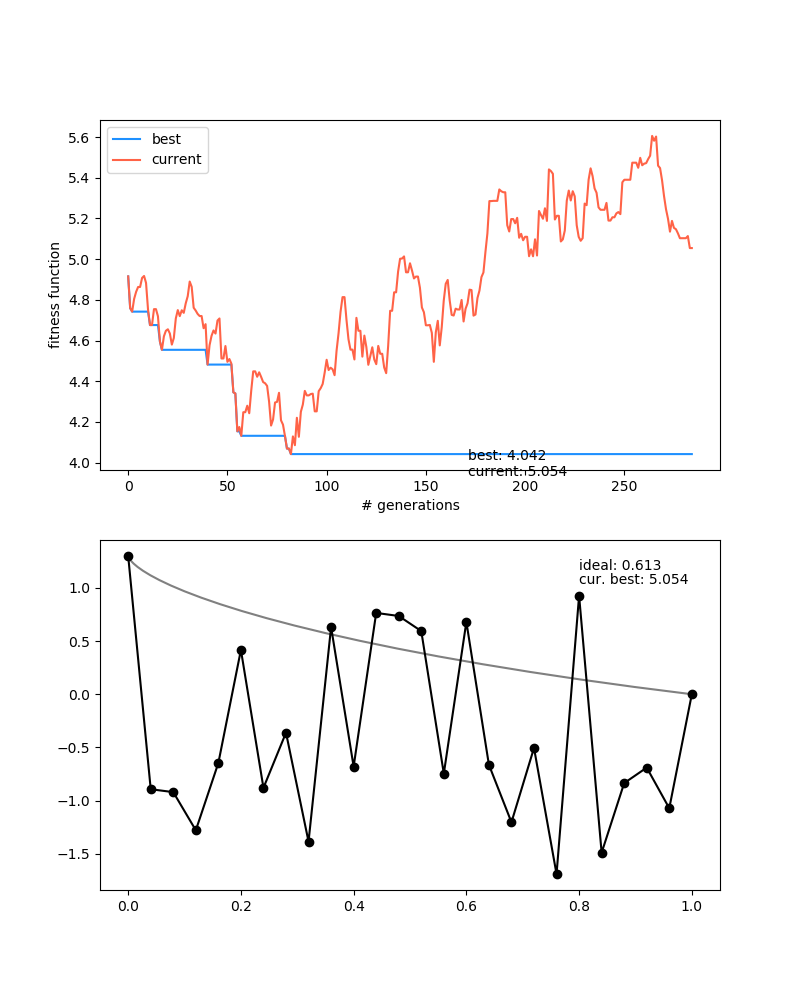 best
current
5.6
5.4
5.2
5.0
4.8
4.6
4.4
4.2
4.0
fitness function
best: 4.042
current: 5.054
0 50 100 150 200 250
# generations
ideal: 0.613
cur. best: 5.054
1.0
0.5
0.0
−0.5
−1.0
−1.5
0.0 0.2 0.4 0.6 0.8 1.0